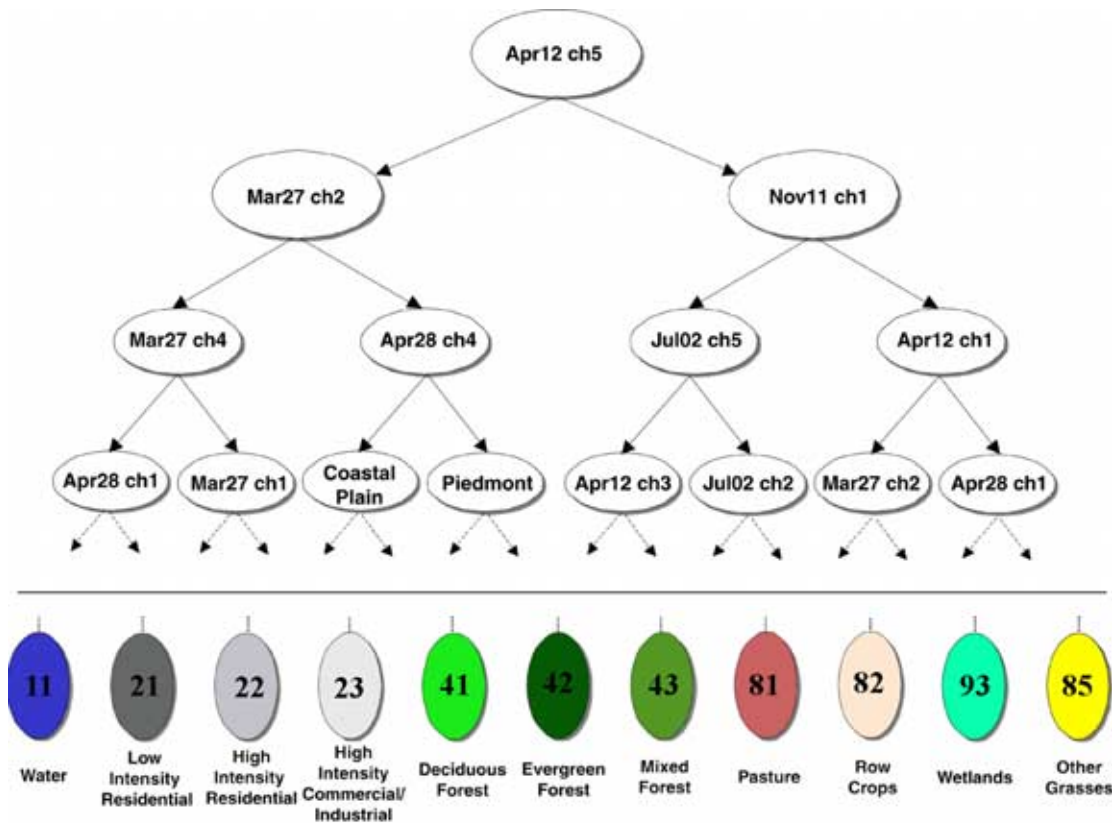 Apr12 ch5
Mar27 ch2
Nov11 ch1
Mar27 ch4
Apr28 ch4
Jul02 ch5
Apr12 ch1
Apr28 ch1
Mar27 ch1
Coastal
Plain
Piedmont
Apr12 ch3
Jul02 ch2
Mar27 ch2
Apr28 ch1
11
21
22
23
41
42
43
81
82
93
85
Water
Low
Intensity
Residential
High
Intensity
Residential
High
Intensity
Commercial/
Industrial
Deciduous
Forest
Evergreen
Forest
Mixed
Forest
Pasture
Row
Crops
Wetlands
Other
Grasses